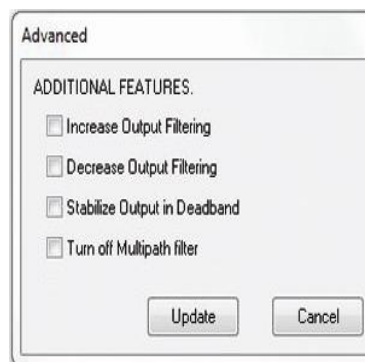 Advanced
ADDITIONAL FEATURES.
Increase Output Filtering
Decrease Output Filtering
Stabilize Output in Deadband
Turn off Multipath filter
Update Cancel